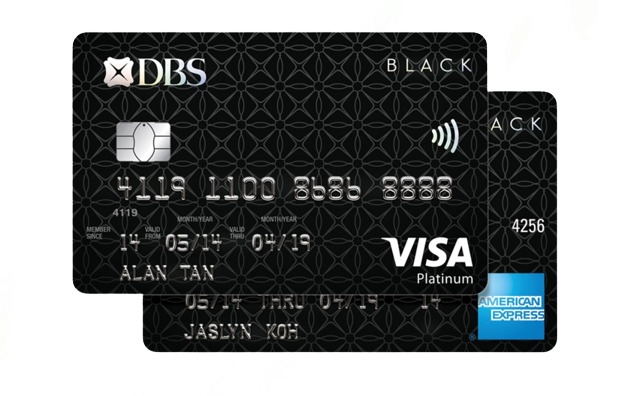 DBS BLACK
4119 1100 8686 8888
4119
MONTH/YEAR MONTH/YEAR
MEMBER SINCE 14 VALID FROM 05/14 VALID THRU 04/19
ALAN TAN
VISA
Platinum
ACK
4256
05/14 THRU 04/19 14
AMERICAN
EXPRESS
®
JASLYN KOH